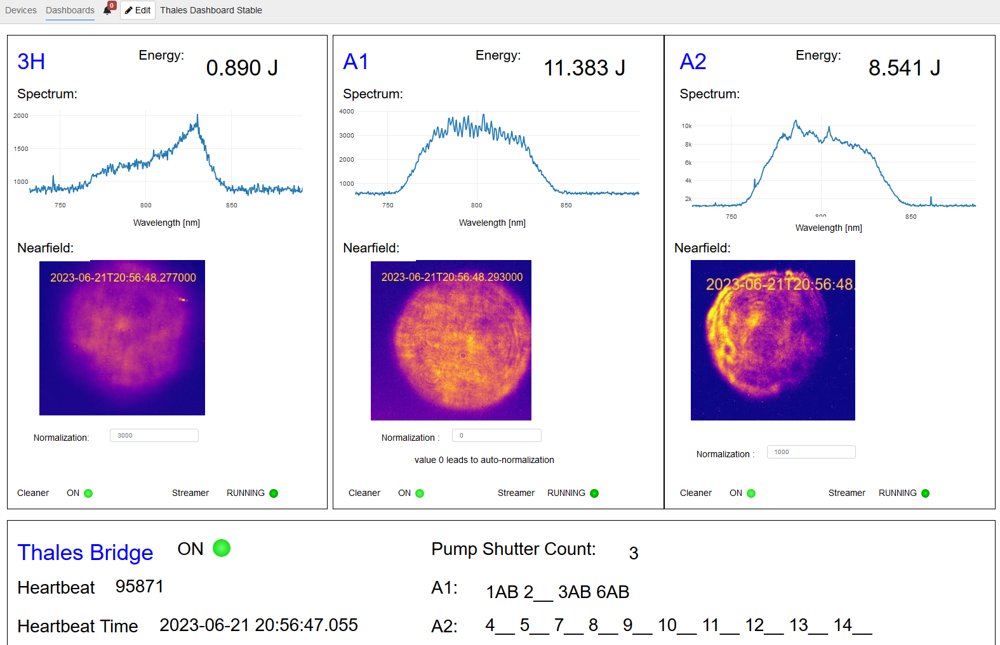 Devices Dashboards 0 Edit Thales Dashboard Stable
3H Energy: 0.890 J
Spectrum:
2000
1500
1000
750 800 850
Wavelength [nm]
Nearfield:
2023-06-21T20:56:48.277000
Normalization: 3000
Cleaner ON Streamer RUNNING
A1 Energy: 11.383 J
Spectrum:
4000
3000
2000
1000
750 800 850
Wavelength [nm]
Nearfield:
2023-06-21T20:56:48.293000
Normalization : 0
value 0 leads to auto-normalization
Cleaner ON Streamer RUNNING
A2 Energy: 8.541 J
Spectrum:
10k
8k
6k
4k
2k
750 800 850
Wavelength [nm]
Nearfield:
2023-06-21T20:56:48.
Normalization : 1000
Cleaner ON Streamer RUNNING
Thales Bridge ON
Heartbeat 95871
Heartbeat Time 2023-06-21 20:56:47.055
Pump Shutter Count: 3
A1: 1AB 2__ 3AB 6AB
A2: 4__ 5__ 7__ 8__ 9__ 10__ 11__ 12__ 13__ 14__